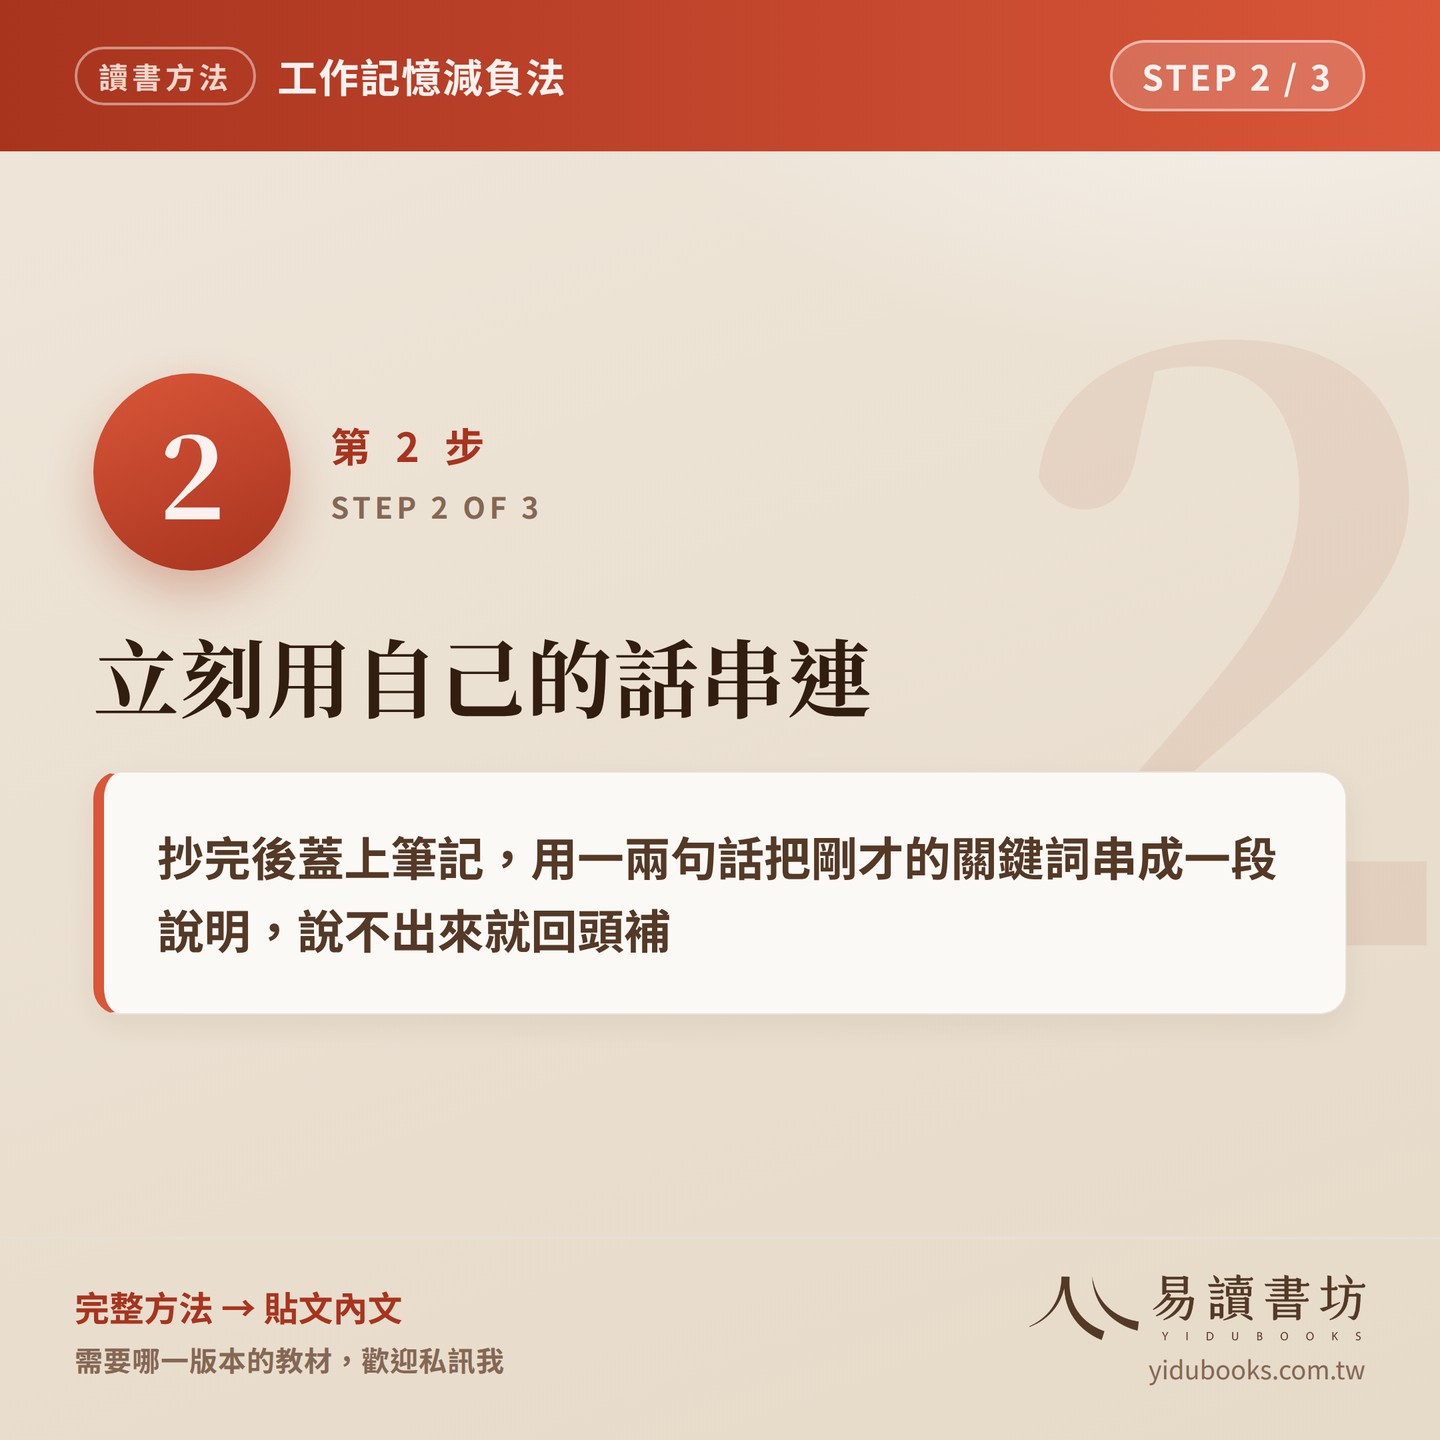 讀書方法 工作記憶減負法
STEP 2 / 3
2
第 2 步
STEP 2 OF 3
2
立刻用自己的話串連
抄完後蓋上筆記，用一兩句話把剛才的關鍵詞串成一段
說明，說不出來就回頭補
完整方法 → 貼文內文
需要哪一版本的教材，歡迎私訊我
易讀書坊
YIDUBOOKS
yidubooks.com.tw